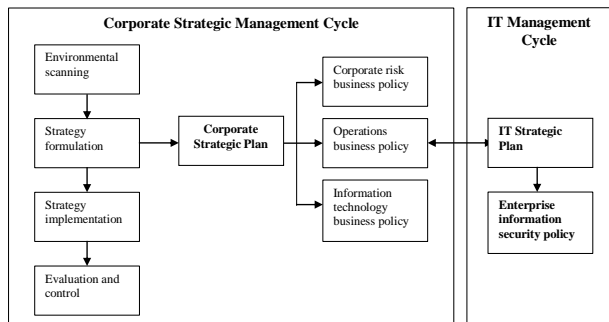 Corporate Strategic Management Cycle
IT Management
Cycle
Environmental
scanning
Strategy
formulation
Strategy
implementation
Evaluation and
control
Corporate
Strategic Plan
Corporate risk
business policy
Operations
business policy
Information
technology
business policy
IT Strategic
Plan
Enterprise
information
security policy